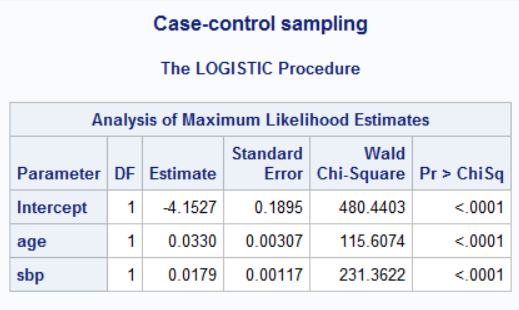 Case-control sampling
The LOGISTIC Procedure
Analysis of Maximum Likelihood Estimates
Parameter DF Estimate Standard Error Wald Chi-Square Pr > ChiSq
Intercept 1 -4.1527 0.1895 480.4403 <.0001
age 1 0.0330 0.00307 115.6074 <.0001
sbp 1 0.0179 0.00117 231.3622 <.0001